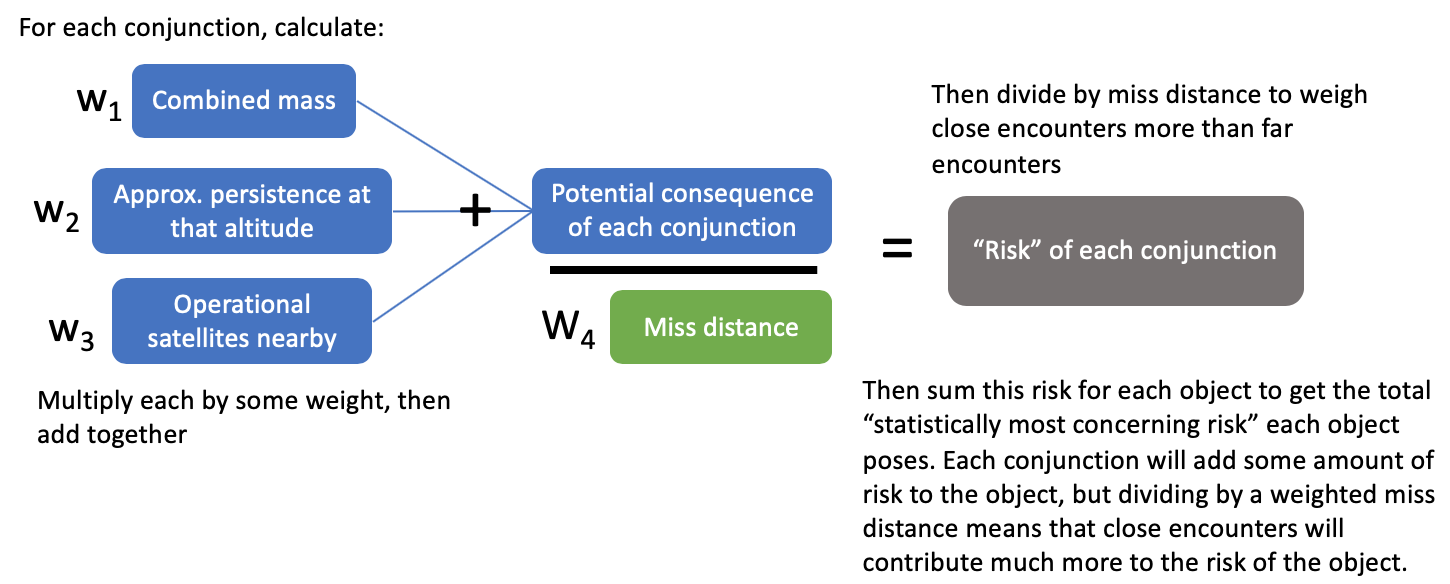 For each conjunction, calculate:
w1
Combined mass
w2
Approx. persistence at
that altitude
w3
Operational
satellites nearby
Multiply each by some weight, then
add together
+
Potential consequence
of each conjunction
W4
Miss distance
=
Then divide by miss distance to weigh
close encounters more than far
encounters
“Risk” of each conjunction
Then sum this risk for each object to get the total
“statistically most concerning risk” each object
poses. Each conjunction will add some amount of
risk to the object, but dividing by a weighted miss
distance means that close encounters will
contribute much more to the risk of the object.